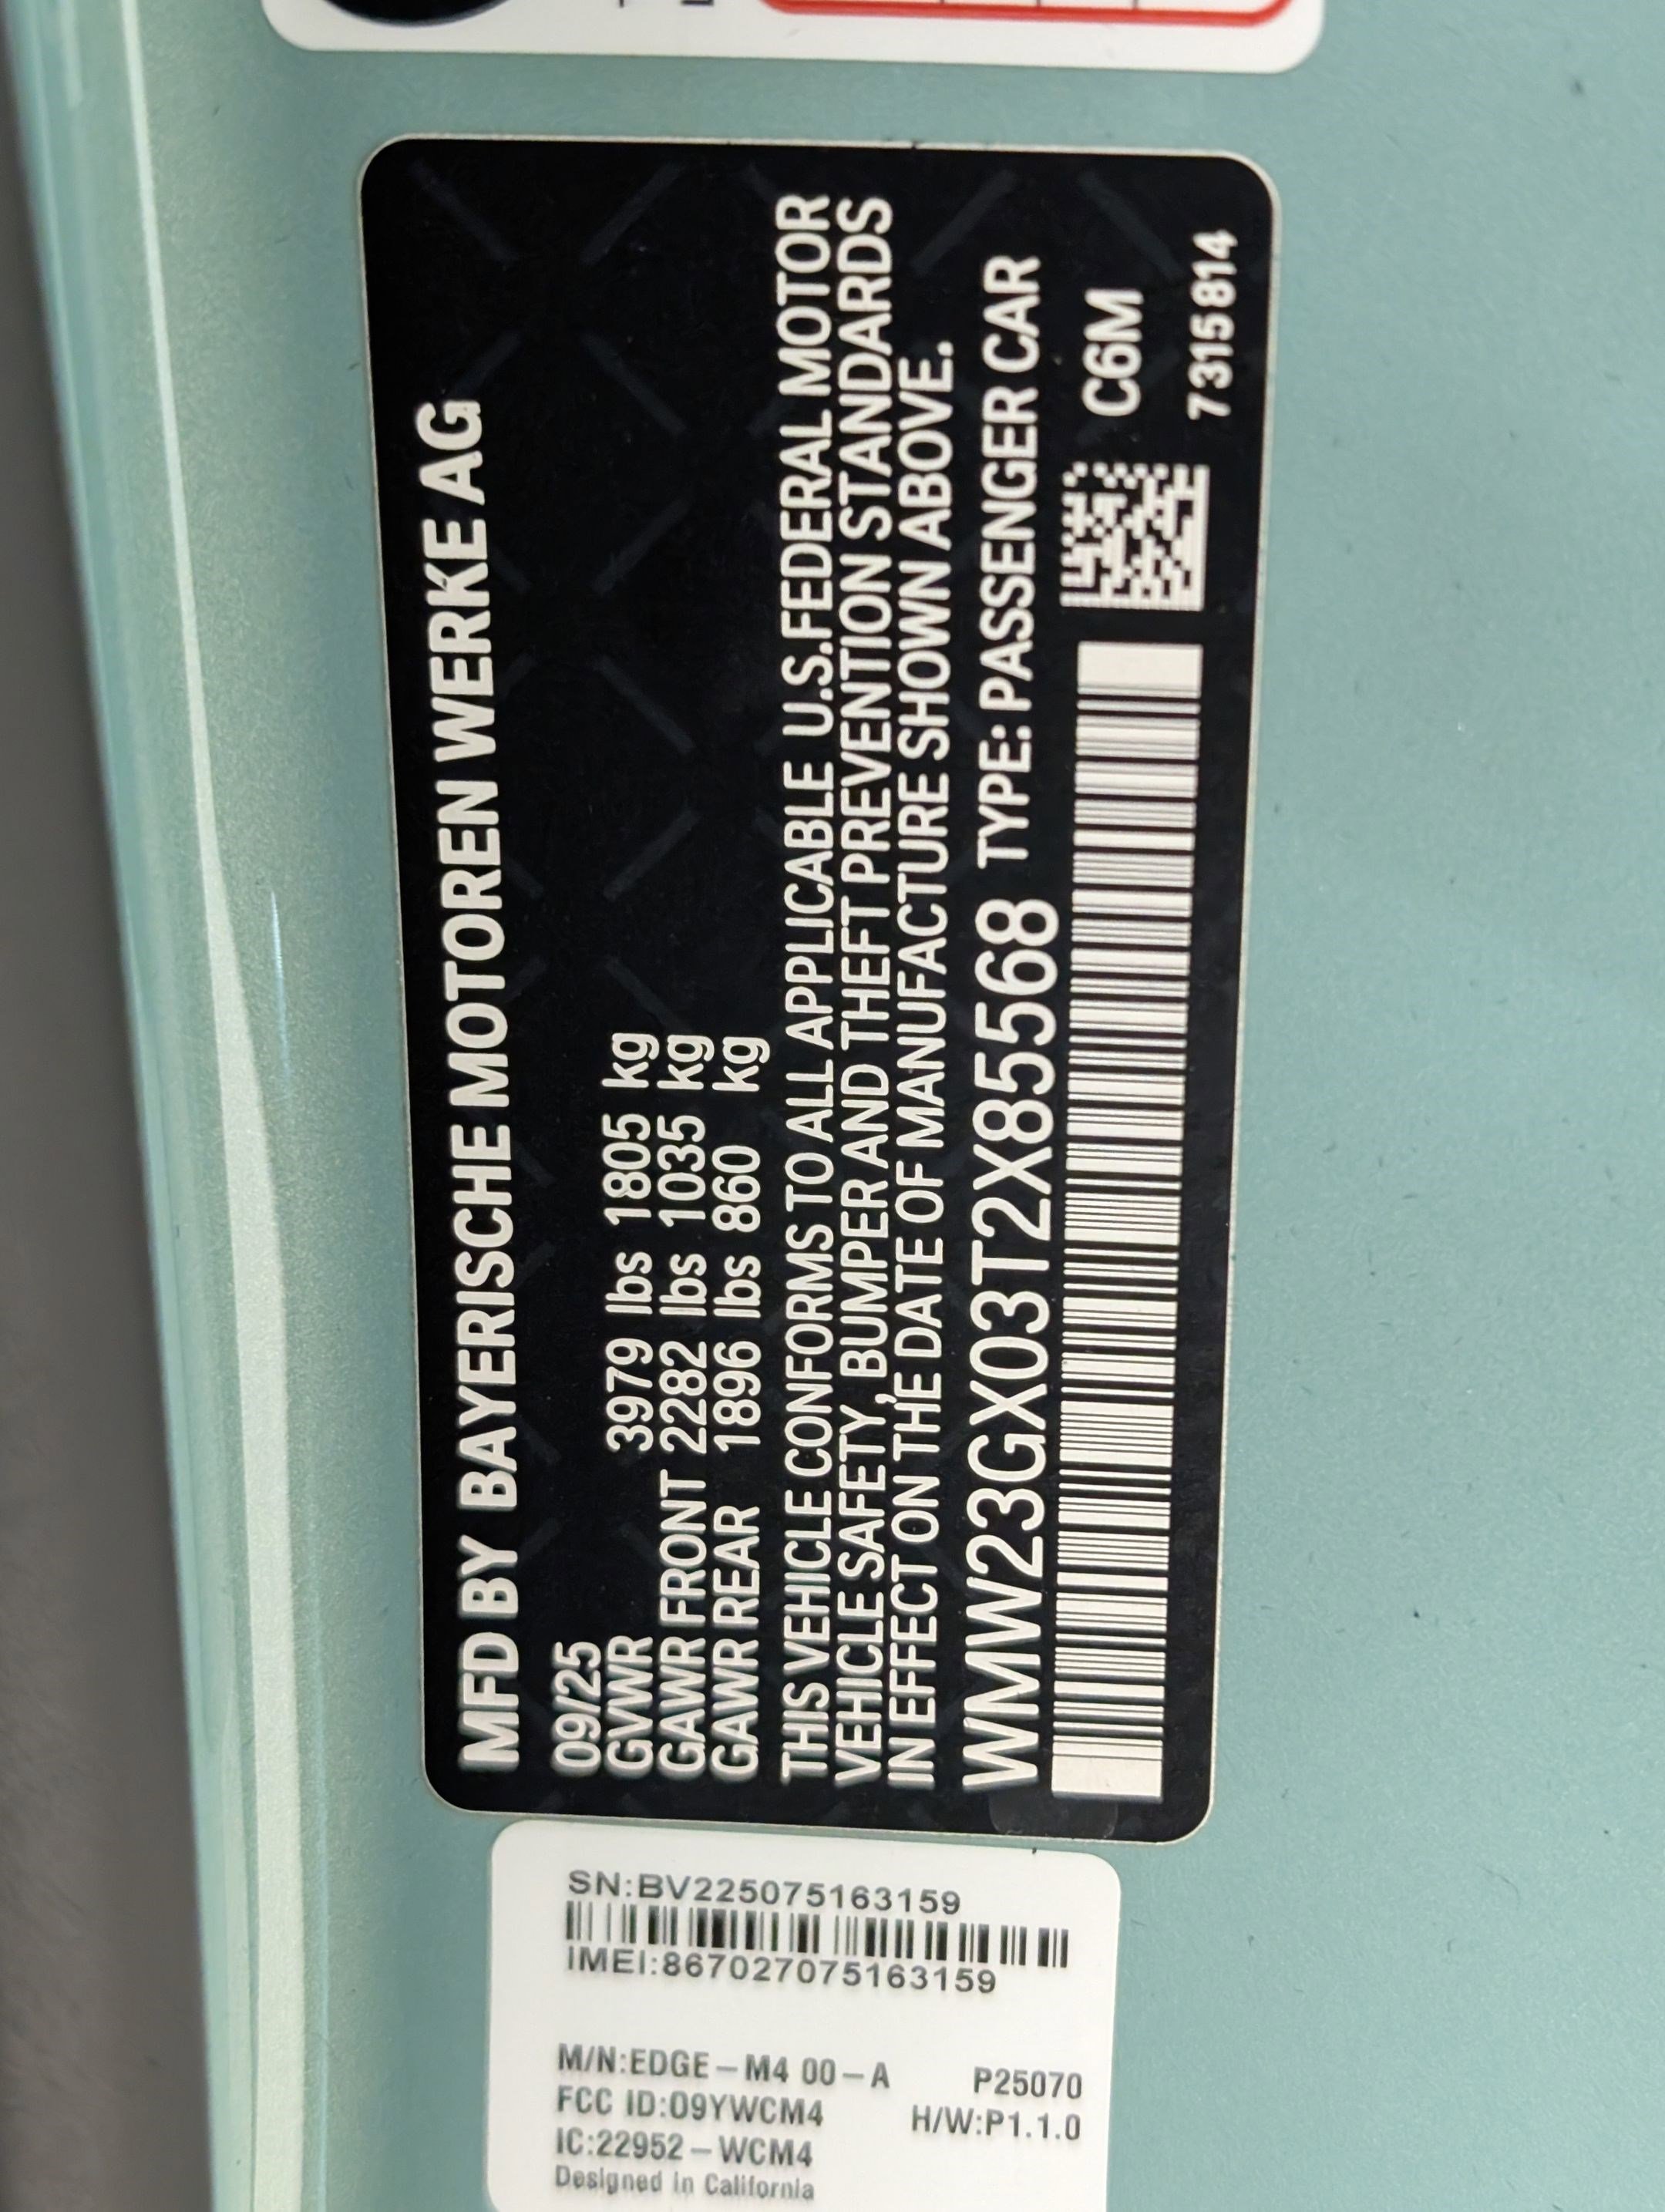 MFD BY BAYERISCHE MOTOREN WERKE AG
09/25
GVWR 3979 lbs 1805 kg
GAWR FRONT 2282 lbs 1035 kg
GAWR REAR 1896 lbs 860 kg
THIS VEHICLE CONFORMS TO ALL APPLICABLE U.S.FEDERAL MOTOR
VEHICLE SAFETY, BUMPER AND THEFT PREVENTION STANDARDS
IN EFFECT ON THE DATE OF MANUFACTURE SHOWN ABOVE.
WMW23GX03T2X85568 TYPE: PASSENGER CAR
C6M
7315814
SN:BV225075163159
IMEI:867027075163159
M/N:EDGE-M4 00-A P25070
FCC ID:O9YWCM4 H/W:P1.1.0
IC:22952-WCM4
Designed in California